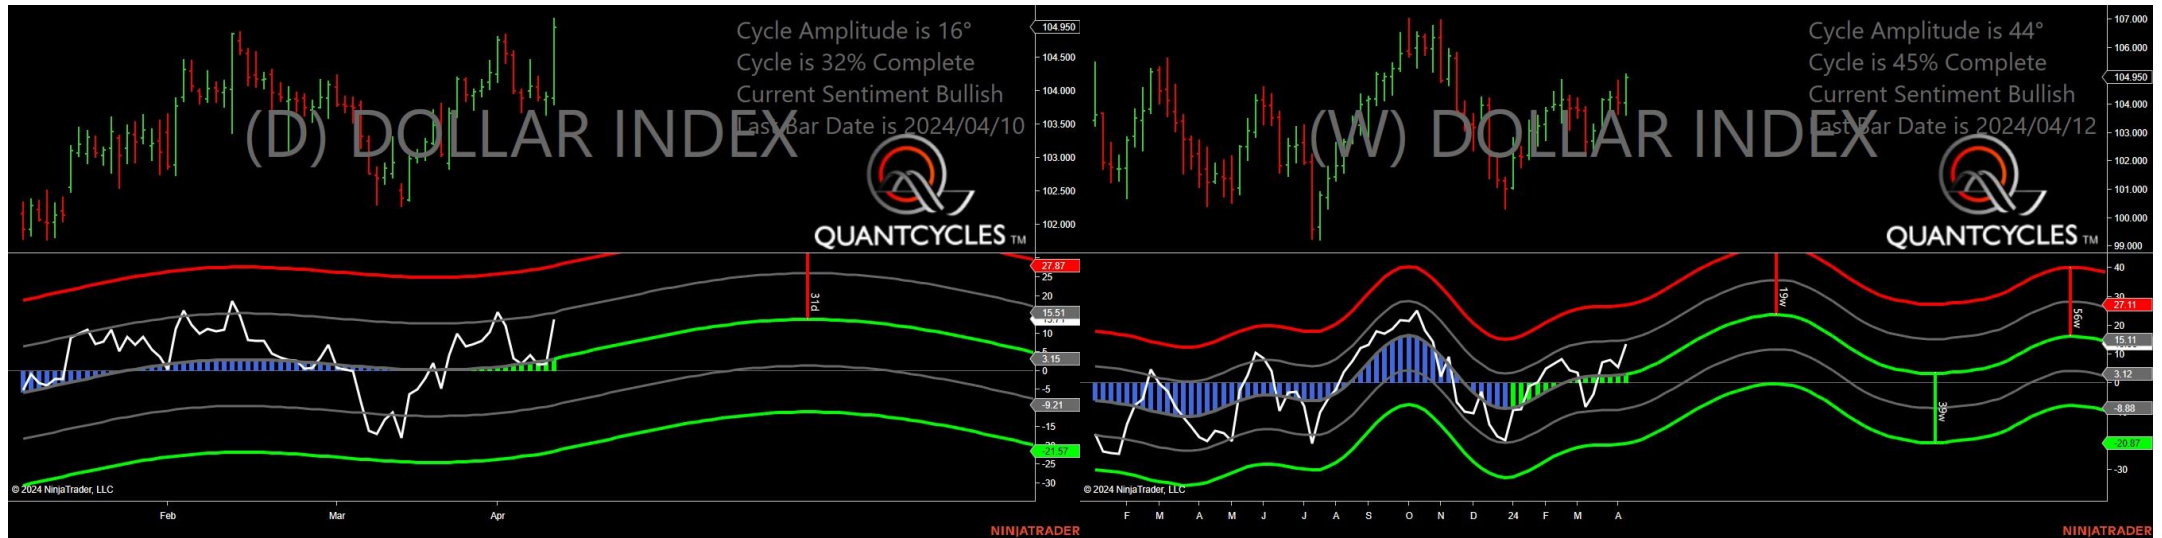 Cycle Amplitude is 16°
Cycle is 32% Complete
Current Sentiment Bullish
Last Bar Date is 2024/04/10
(D) DOLLAR INDEX
QUANTCYCLES TM
104.950
104.500
104.000
103.500
103.000
102.500
102.000
31d
27.87
25
20
15.51
10
3.15
0
-5
-9.21
-15
-21.57
-25
-30
© 2024 NinjaTrader, LLC
Feb Mar Apr
NINJATRADER
Cycle Amplitude is 44°
Cycle is 45% Complete
Current Sentiment Bullish
Last Bar Date is 2024/04/12
(W) DOLLAR INDEX
QUANTCYCLES TM
107.000
106.000
104.950
104.000
103.000
102.000
101.000
100.000
99.000
19w
39w
56w
40
27.11
20
15.11
10
3.12
0
-8.88
-20.87
-30
© 2024 NinjaTrader, LLC
F M A M J J A S O N D 24 F M A
NINJATRADER